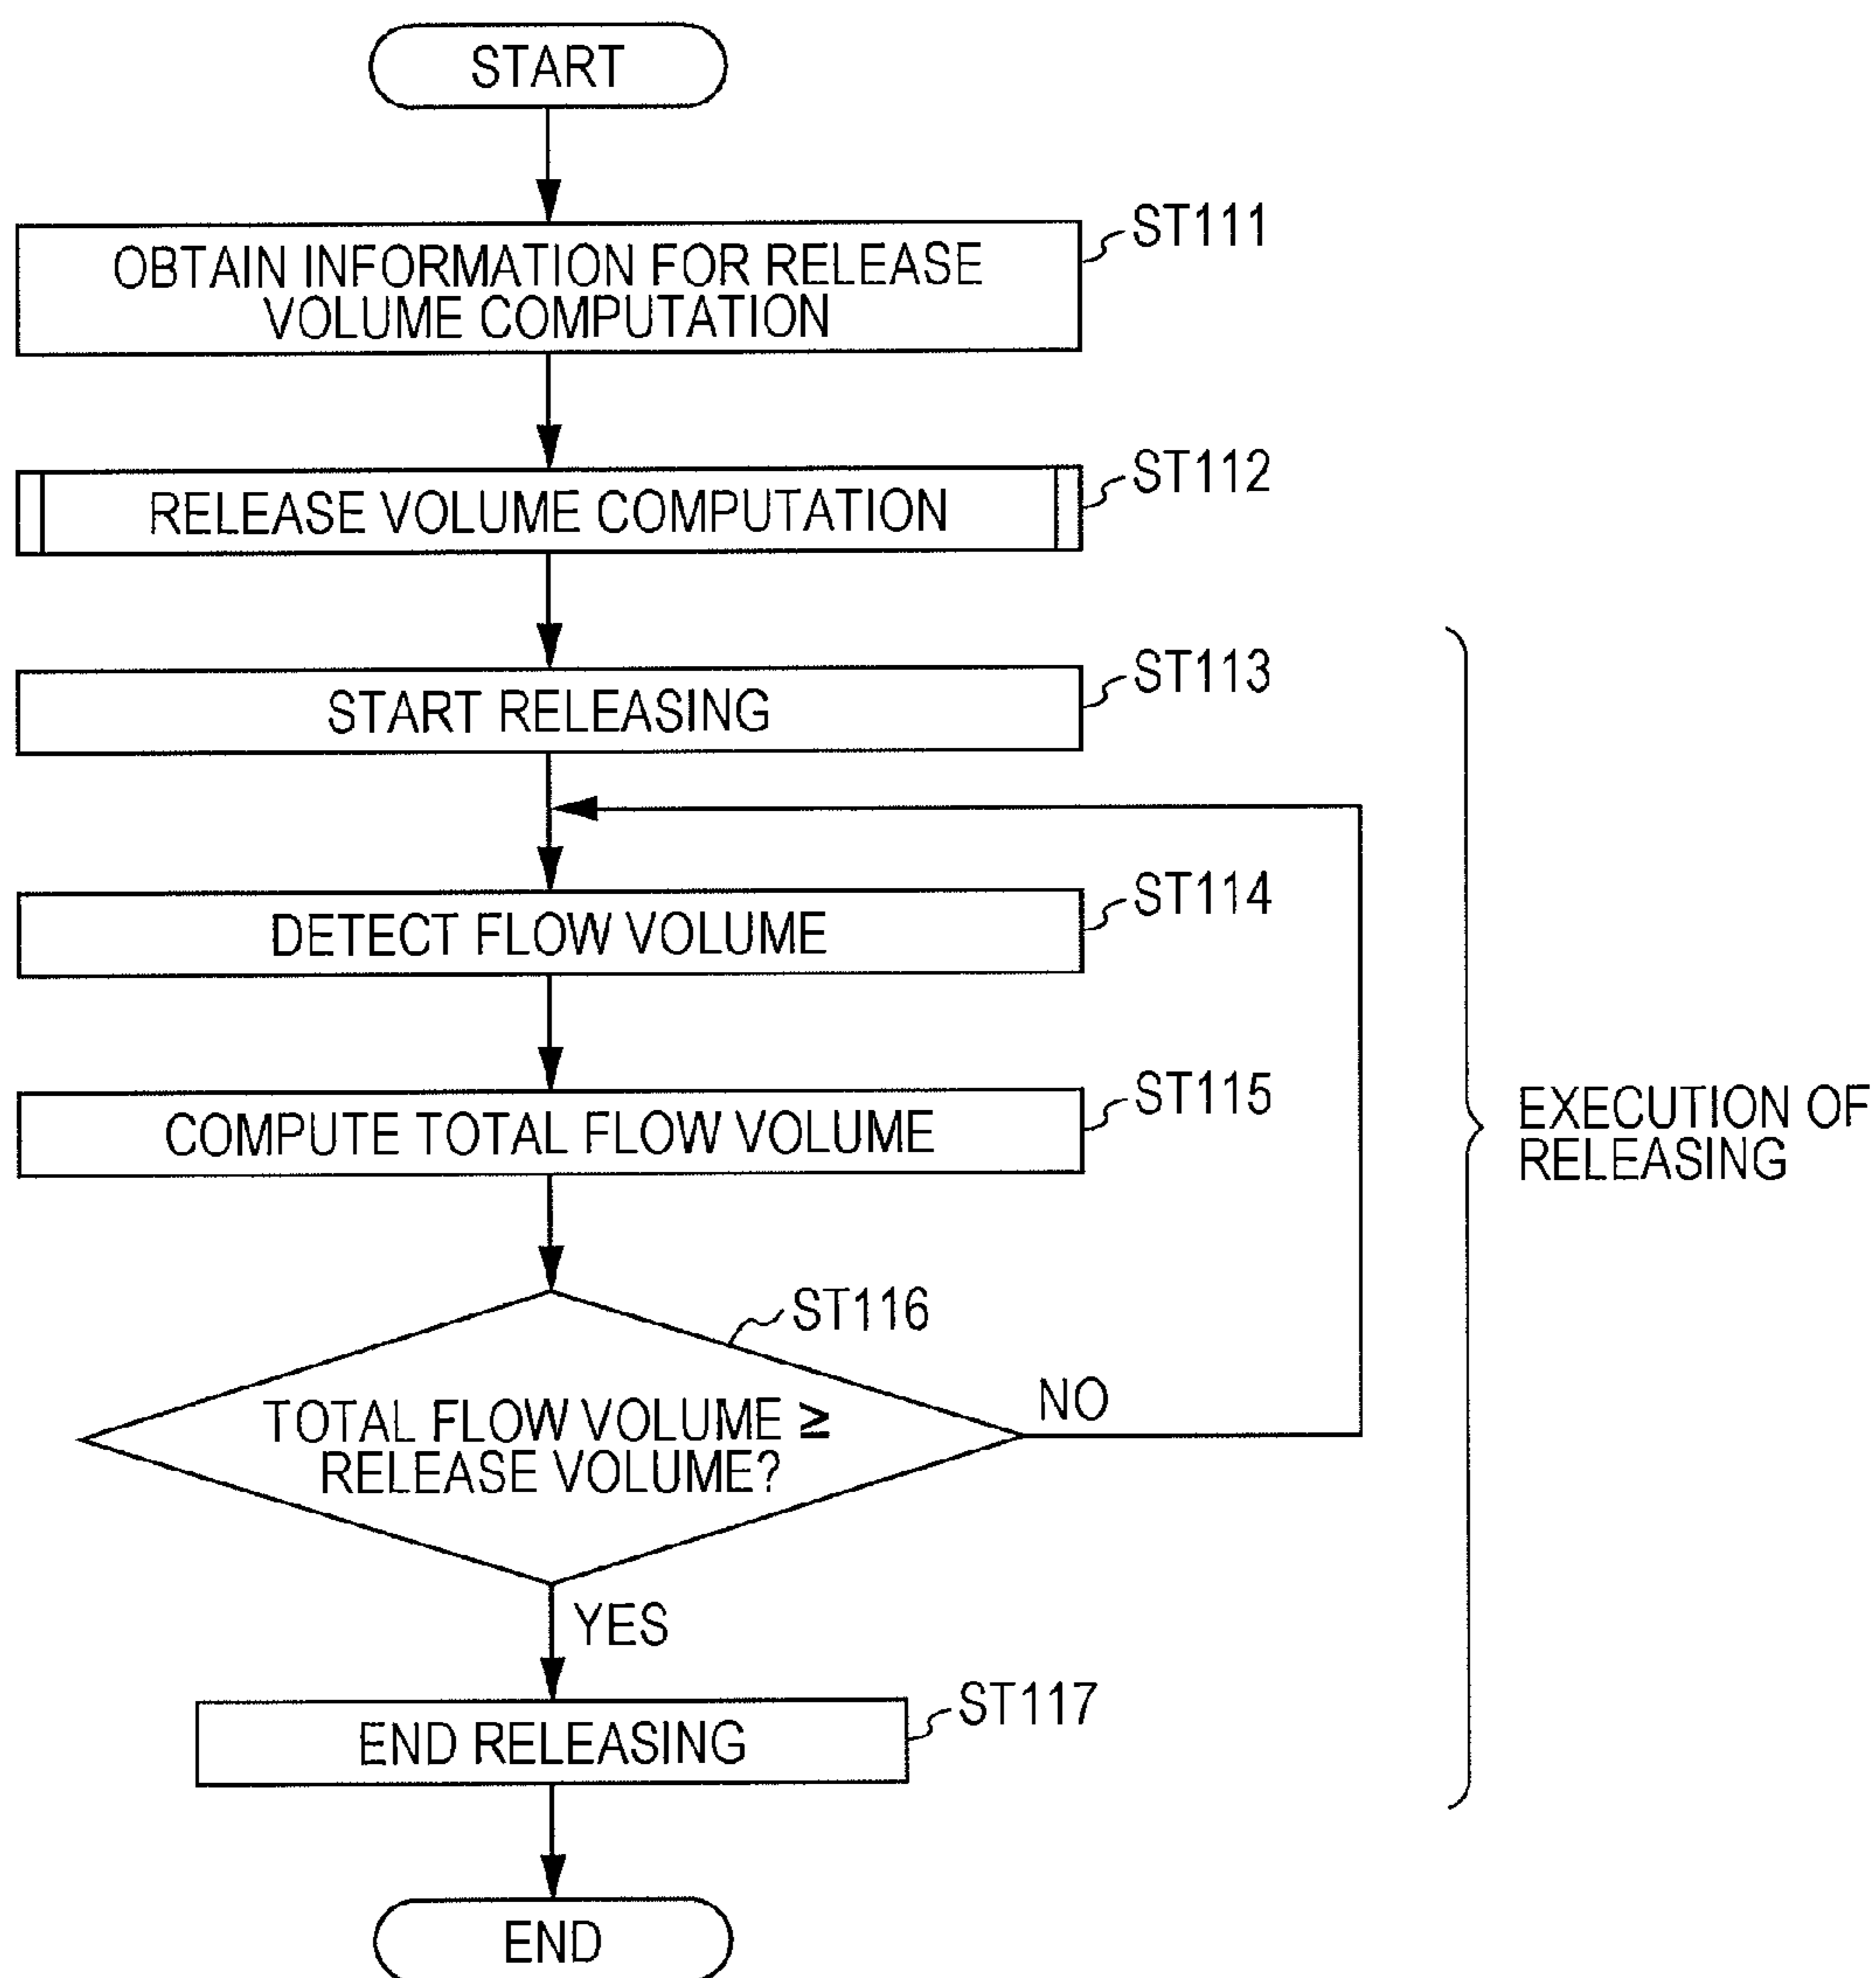 START
ST111
OBTAIN INFORMATION FOR RELEASE
VOLUME COMPUTATION
ST112
RELEASE VOLUME COMPUTATION
ST113
START RELEASING
ST114
DETECT FLOW VOLUME
ST115
COMPUTE TOTAL FLOW VOLUME
EXECUTION OF
RELEASING
ST116
TOTAL FLOW VOLUME ≥
RELEASE VOLUME?
NO
YES
ST117
END RELEASING
END